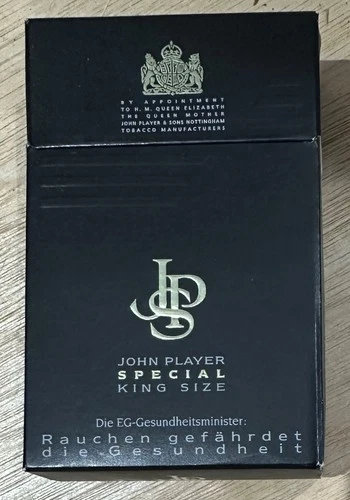 BY APPOINTMENT
TO H. M. QUEEN ELIZABETH
THE QUEEN MOTHER
JOHN PLAYER & SONS NOTTINGHAM
TOBACCO MANUFACTURERS
JPS
JOHN PLAYER
SPECIAL
KING SIZE
Die EG-Gesundheitsminister:
Rauchen gefährdet
die Gesundheit